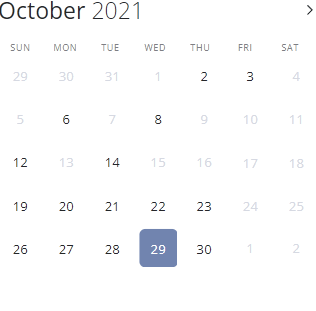 October 2021
SUN MON TUE WED THU FRI SAT
29 30 31 1 2 3 4
5 6 7 8 9 10 11
12 13 14 15 16 17 18
19 20 21 22 23 24 25
26 27 28 29 30 1 2